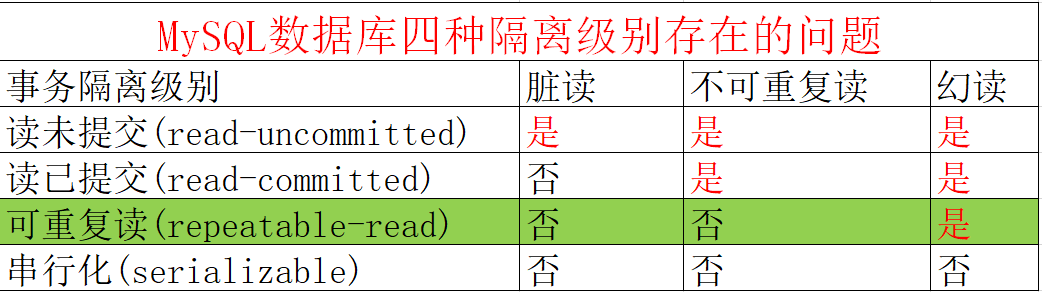 MySQL数据库四种隔离级别存在的问题
事务隔离级别 脏读 不可重复读 幻读
读未提交(read-uncommitted) 是 是 是
读已提交(read-committed) 否 是 是
可重复读(repeatable-read) 否 否 是
串行化(serializable) 否 否 否